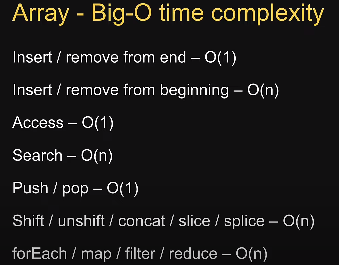 Array - Big-O time complexity
Insert / remove from end – O(1)
Insert / remove from beginning – O(n)
Access – O(1)
Search – O(n)
Push / pop – O(1)
Shift / unshift / concat / slice / splice – O(n)
forEach / map / filter / reduce – O(n)